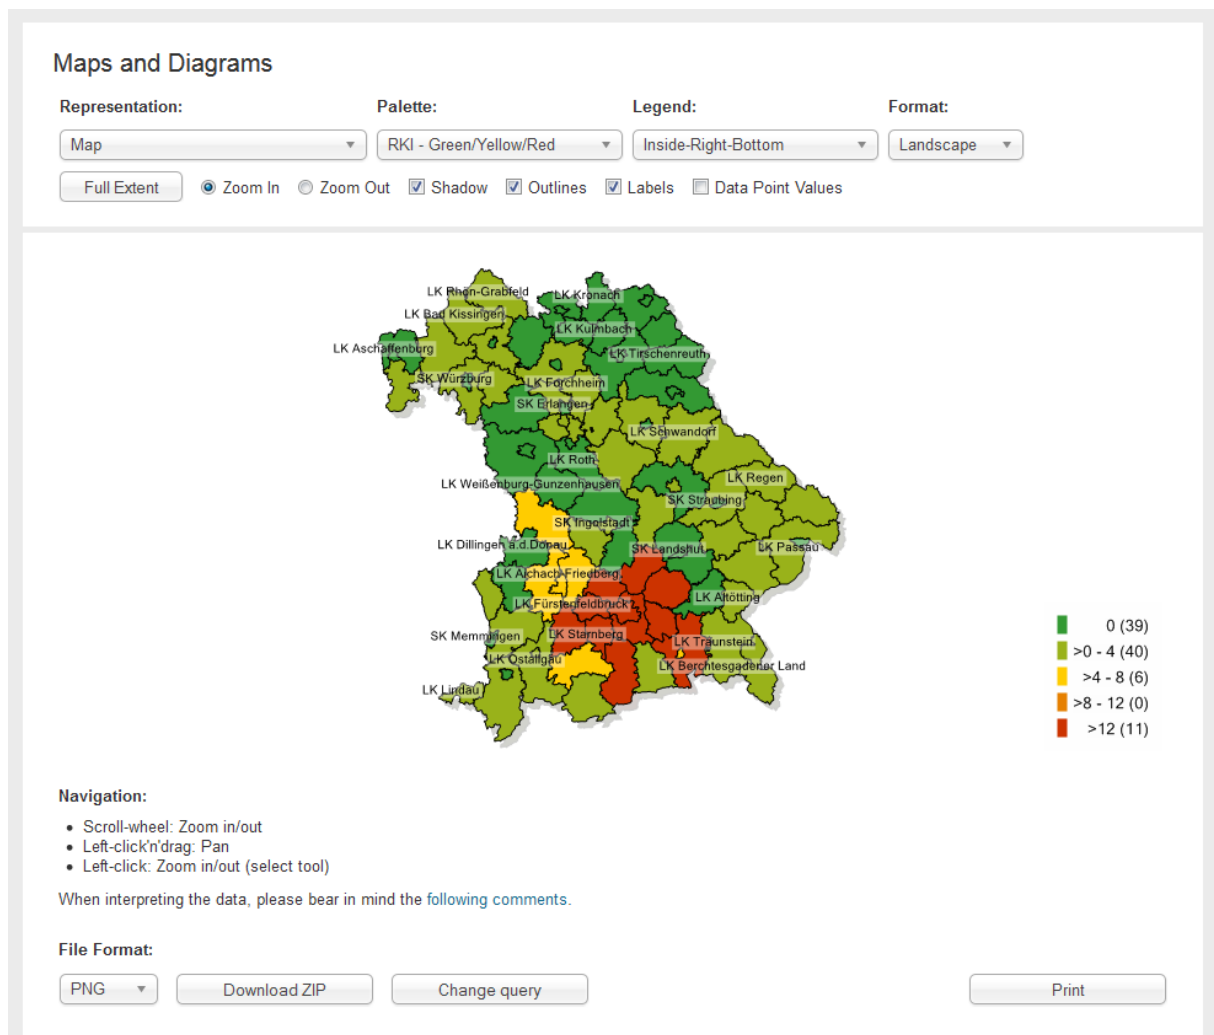 Maps and Diagrams
Representation: Palette: Legend: Format:
Map RKI - Green/Yellow/Red Inside-Right-Bottom Landscape
Full Extent Zoom In Zoom Out Shadow Outlines Labels Data Point Values
LK Rhön-Grabfeld
LK Kronach
LK Bad Kissingen
LK Kulmbach
LK Aschaffenburg
LK Tirschenreuth
SK Würzburg
LK Forchheim
SK Erlangen
LK Schwandorf
LK Roth
LK Regen
LK Weißenburg-Gunzenhausen
SK Straubing
SK Ingolstadt
LK Dillingen a.d.Donau
SK Landshut
LK Passau
LK Aichach-Friedberg
LK Altötting
LK Fürstenfeldbruck
SK Memmingen
LK Starnberg
LK Traunstein
LK Ostallgäu
LK Berchtesgadener Land
LK Lindau
0 (39)
>0 - 4 (40)
>4 - 8 (6)
>8 - 12 (0)
>12 (11)
Navigation:
• Scroll-wheel: Zoom in/out
• Left-click'n'drag: Pan
• Left-click: Zoom in/out (select tool)
When interpreting the data, please bear in mind the following comments.
File Format:
PNG Download ZIP Change query Print